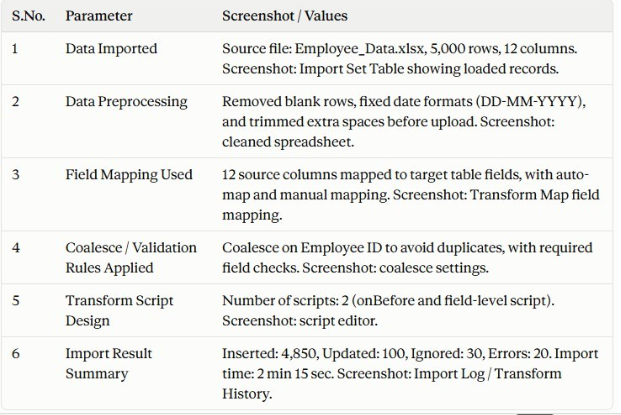 S.No. Parameter Screenshot / Values
1 Data Imported Source file: Employee_Data.xlsx, 5,000 rows, 12 columns.
Screenshot: Import Set Table showing loaded records.
2 Data Preprocessing Removed blank rows, fixed date formats (DD-MM-YYYY),
and trimmed extra spaces before upload. Screenshot:
cleaned spreadsheet.
3 Field Mapping Used 12 source columns mapped to target table fields, with auto-
map and manual mapping. Screenshot: Transform Map field
mapping.
4 Coalesce / Validation Coalesce on Employee ID to avoid duplicates, with required
Rules Applied field checks. Screenshot: coalesce settings.
5 Transform Script Number of scripts: 2 (onBefore and field-level script).
Design Screenshot: script editor.
6 Import Result Inserted: 4,850, Updated: 100, Ignored: 30, Errors: 20. Import
Summary time: 2 min 15 sec. Screenshot: Import Log / Transform
History.